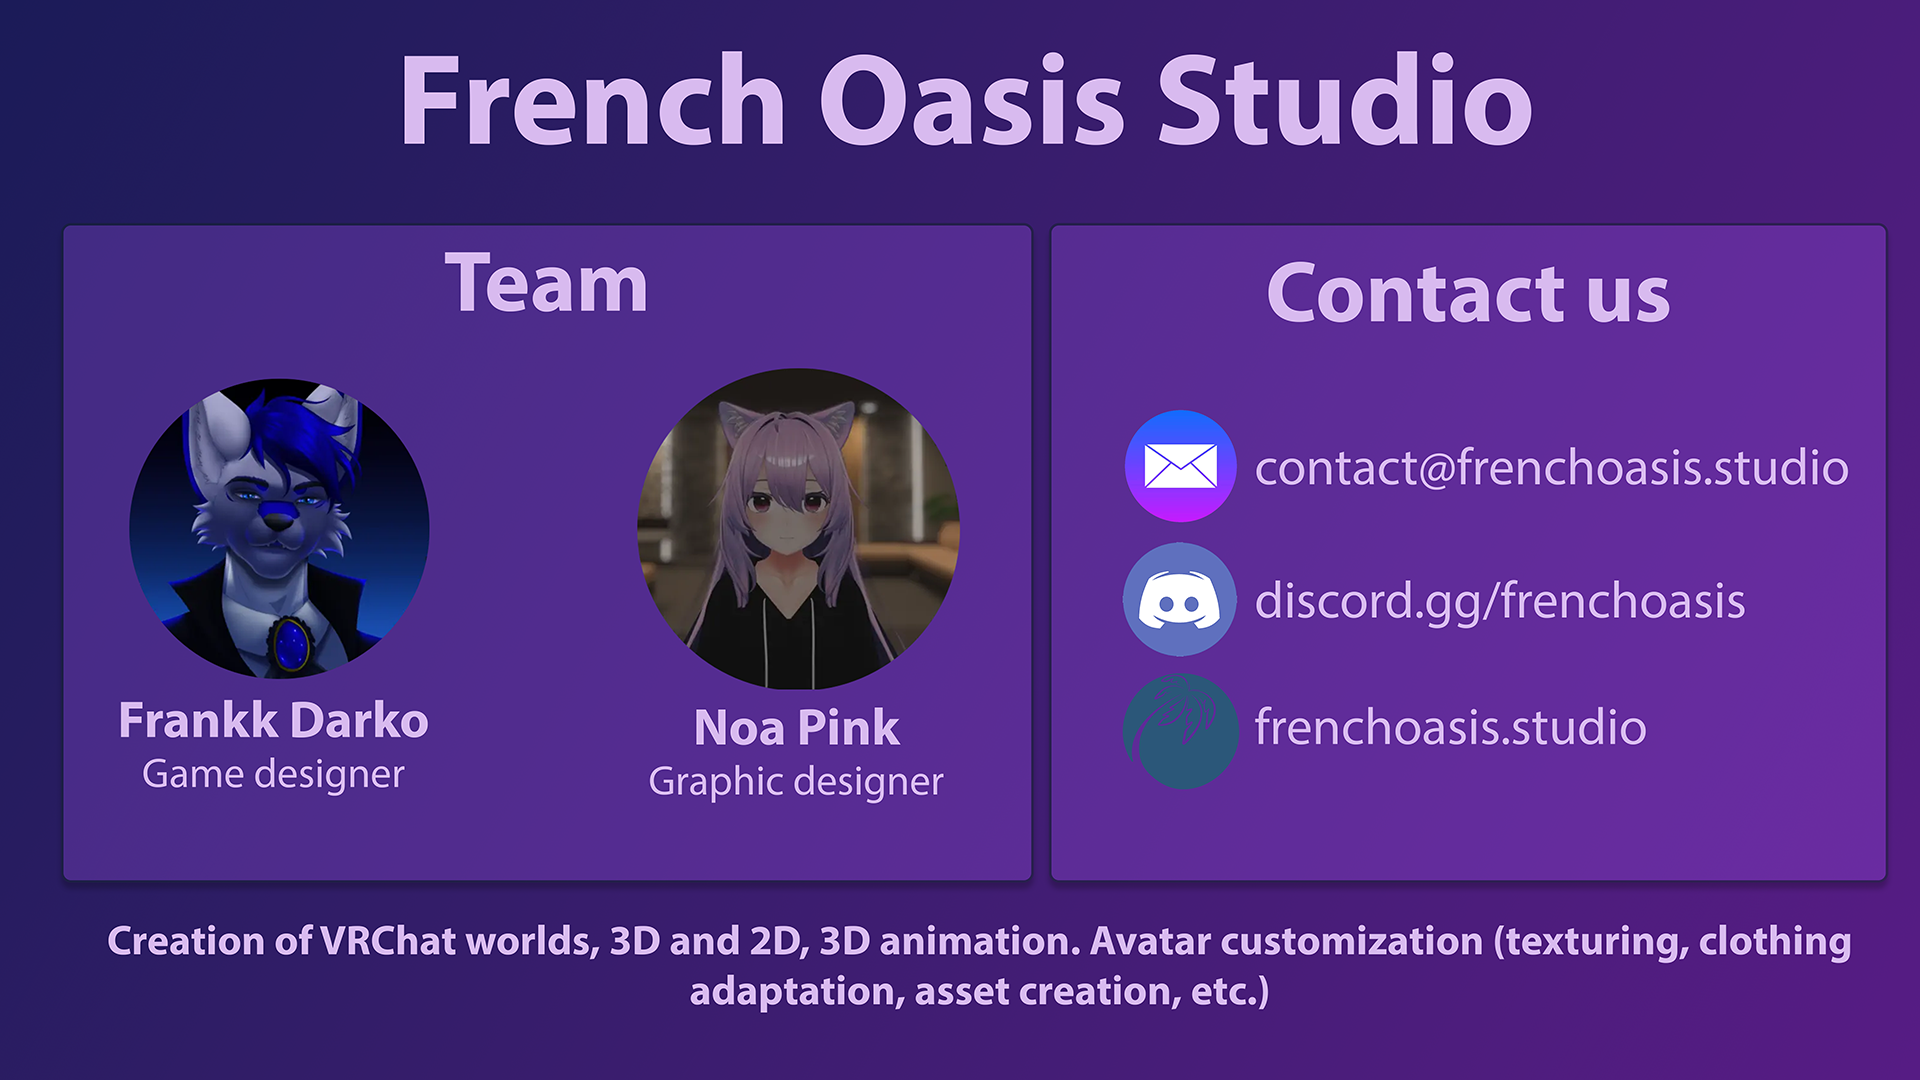 French Oasis Studio
Team
Frankk Darko
Game designer
Noa Pink
Graphic designer
Contact us
contact@frenchoasis.studio
discord.gg/frenchoasis
frenchoasis.studio
Creation of VRChat worlds, 3D and 2D, 3D animation. Avatar customization (texturing, clothing
adaptation, asset creation, etc.)